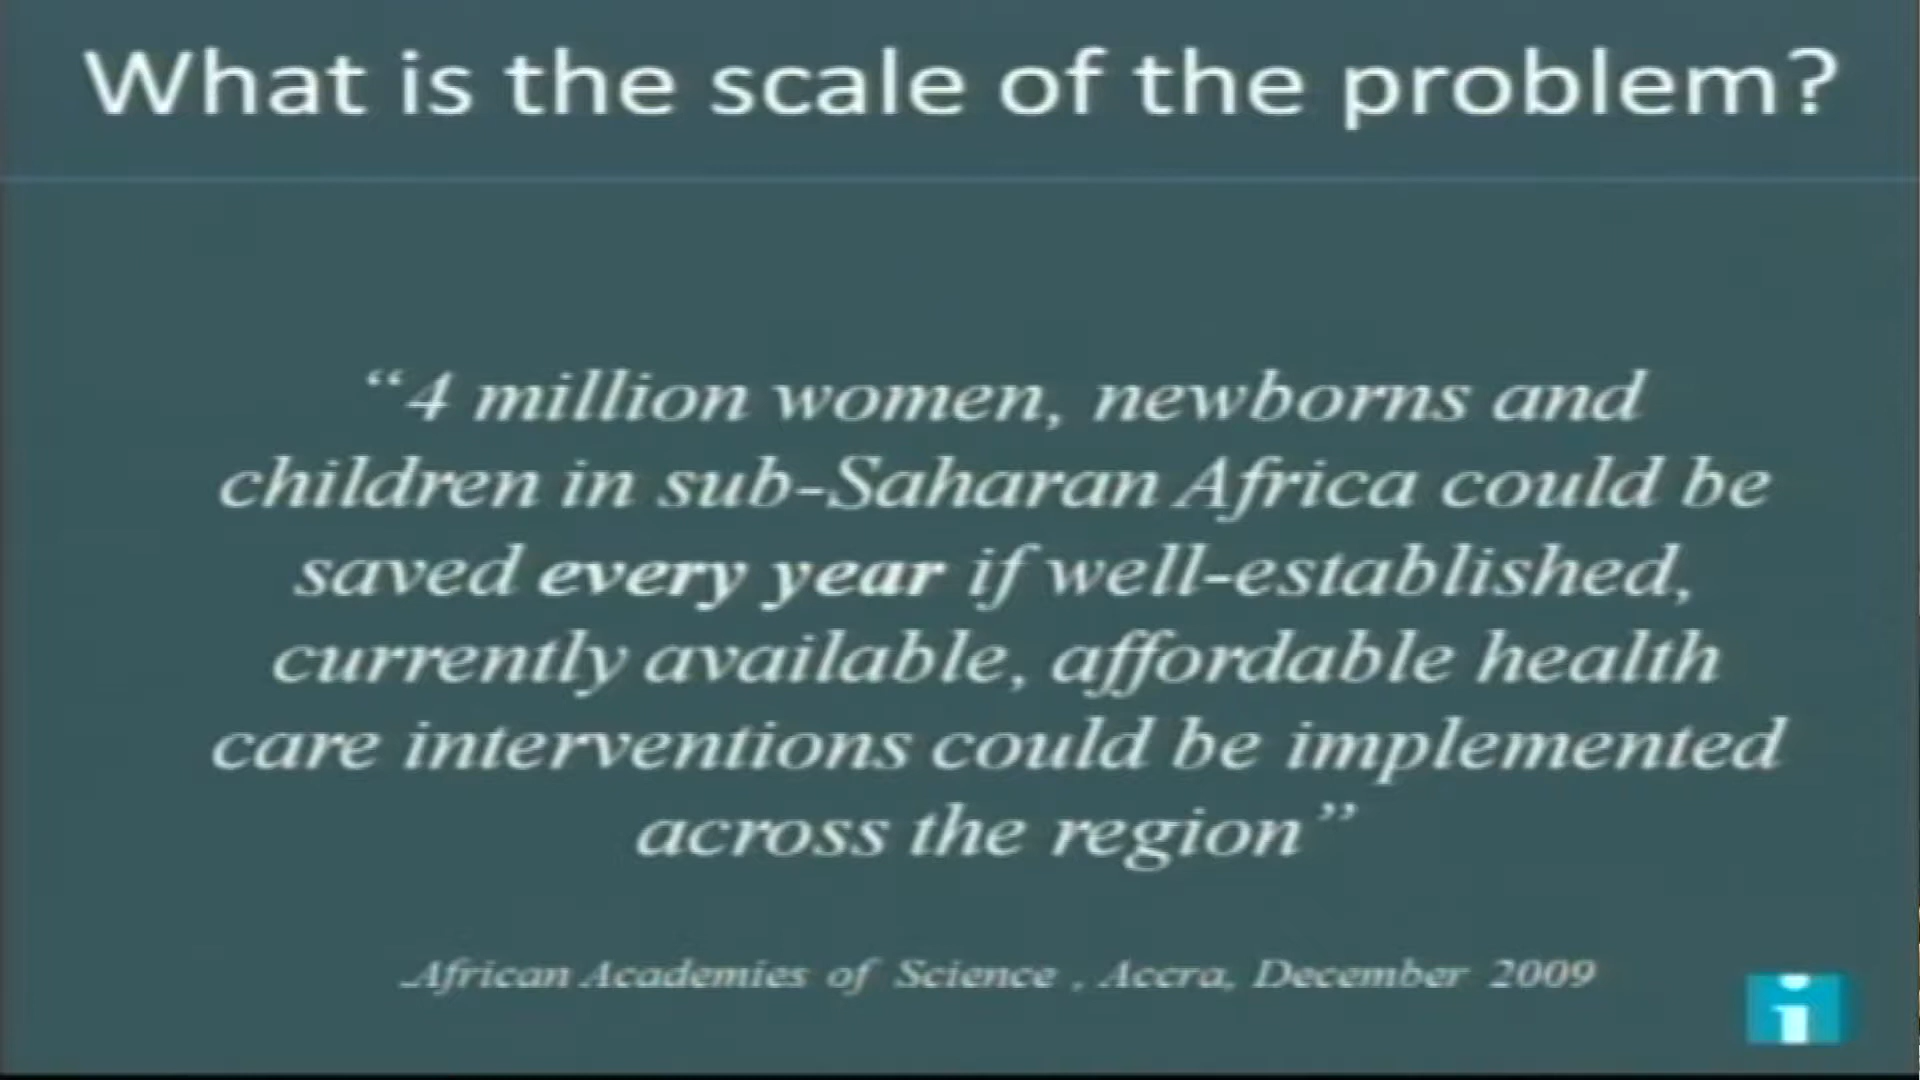 What is the scale of the problem?
“4 million women, newborns and
children in sub-Saharan Africa could be
saved every year if well-established,
currently available, affordable health
care interventions could be implemented
across the region”
African Academies of Science , Accra, December 2009
i